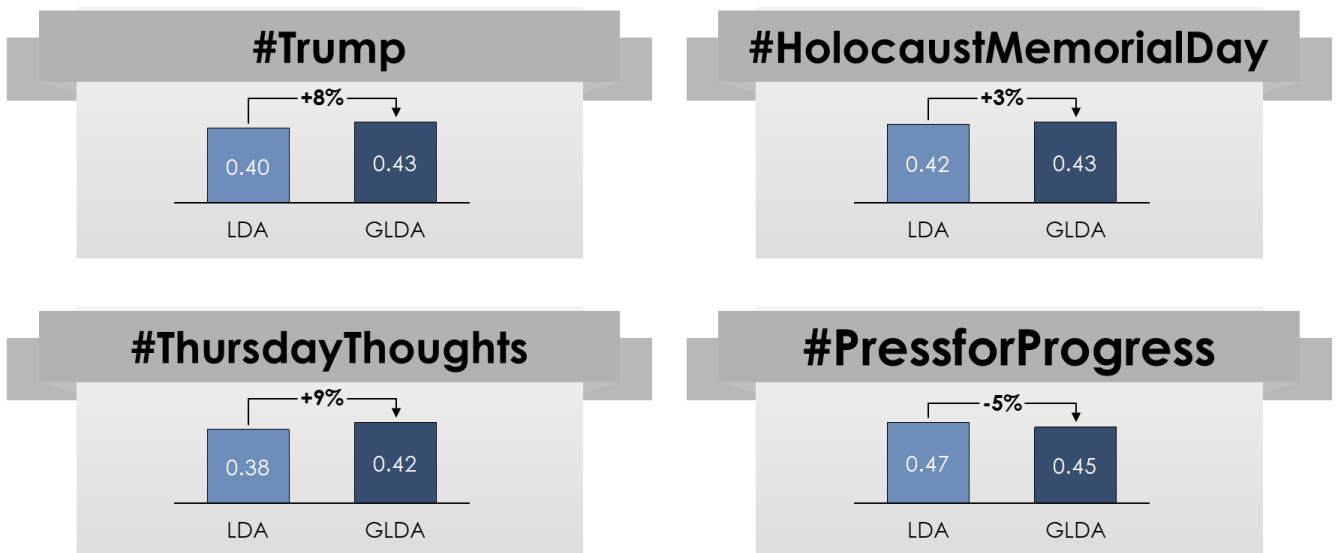 #Trump
+8%
0.40
0.43
LDA
GLDA
#HolocaustMemorialDay
+3%
0.42
0.43
LDA
GLDA
#ThursdayThoughts
+9%
0.38
0.42
LDA
GLDA
#PressforProgress
-5%
0.47
0.45
LDA
GLDA